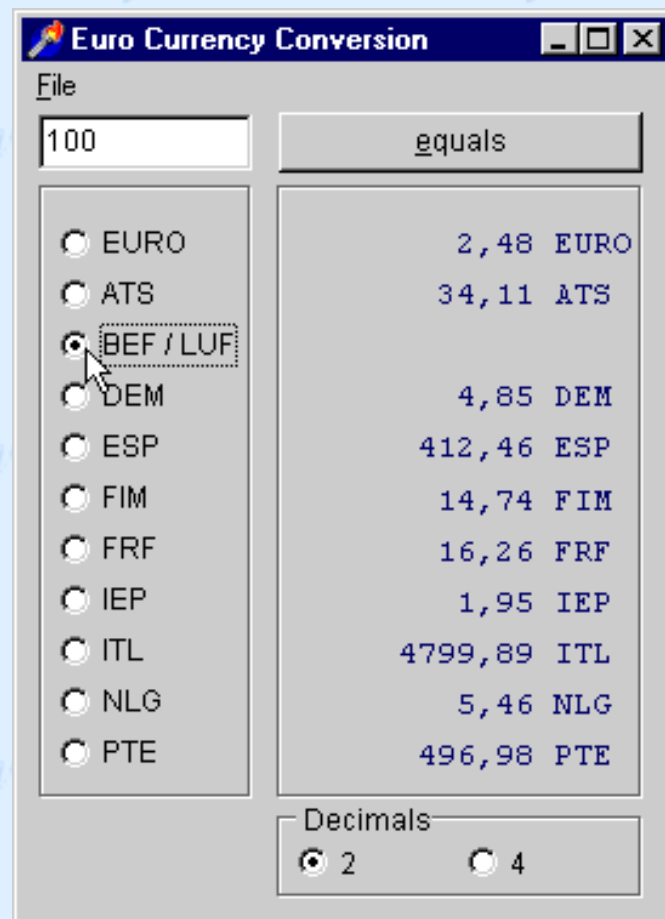 Euro Currency Conversion
File
100 equals
EURO 2,48 EURO
ATS 34,11 ATS
BEF / LUF
DEM 4,85 DEM
ESP 412,46 ESP
FIM 14,74 FIM
FRF 16,26 FRF
IEP 1,95 IEP
ITL 4799,89 ITL
NLG 5,46 NLG
PTE 496,98 PTE
Decimals
2 4